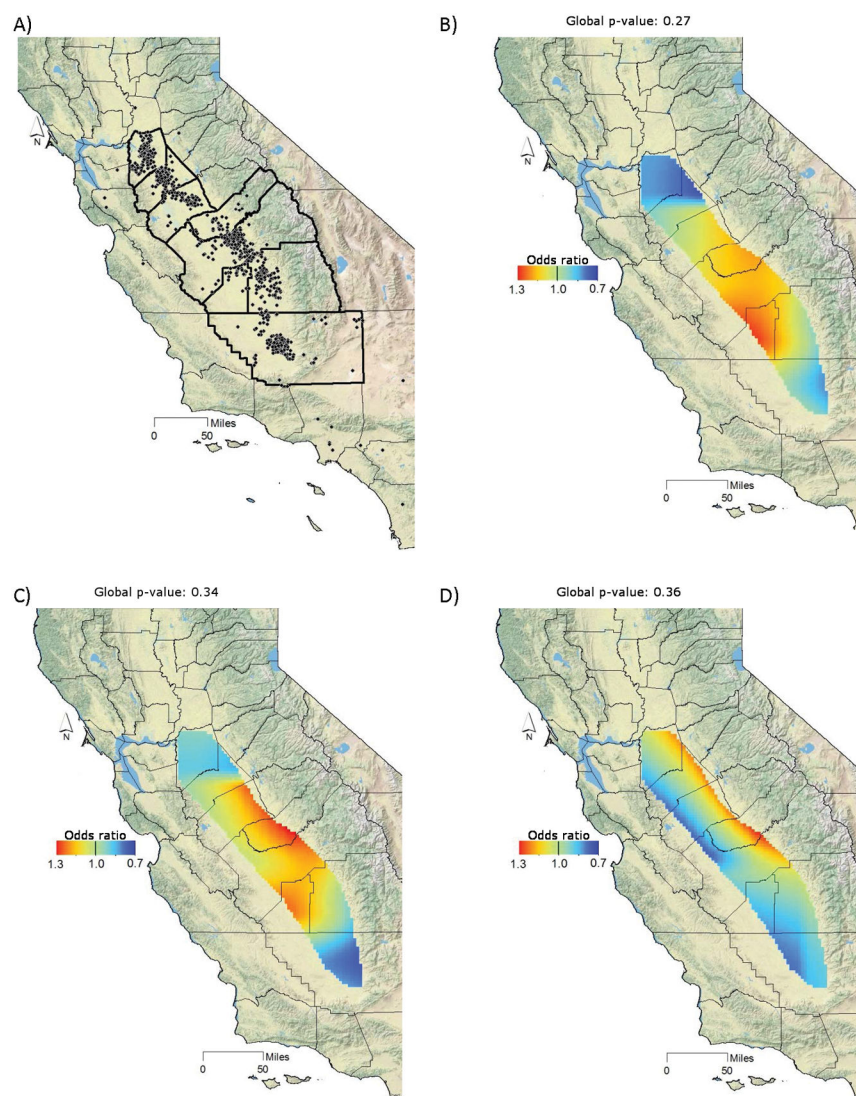 A)
N
Miles
0 50
B)
Global p-value: 0.27
N
Odds ratio
1.3 1.0 0.7
Miles
0 50
C)
Global p-value: 0.34
N
Odds ratio
1.3 1.0 0.7
Miles
0 50
D)
Global p-value: 0.36
N
Odds ratio
1.3 1.0 0.7
Miles
0 50